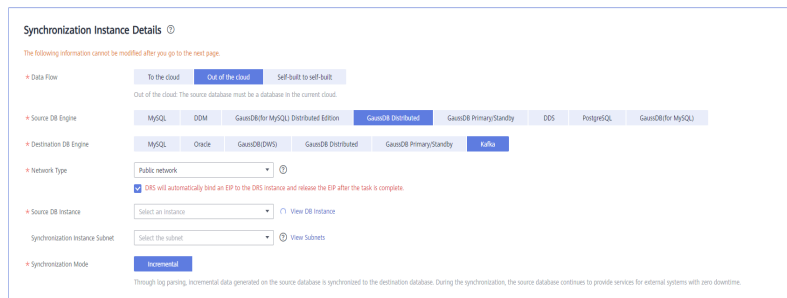 Synchronization Instance Details
The following information cannot be modified after you go to the next page.
* Data Flow To the cloud Out of the cloud Self-built to self-built
Out of the cloud: The source database must be a database in the current cloud.
* Source DB Engine MySQL DDM GaussDB(for MySQL) Distributed Edition GaussDB Distributed GaussDB Primary/Standby DDS PostgreSQL GaussDB(for MySQL)
* Destination DB Engine MySQL Oracle GaussDB(DWS) GaussDB Distributed GaussDB Primary/Standby Kafka
* Network Type Public network
DRS will automatically bind an EIP to the DRS instance and release the EIP after the task is complete.
* Source DB Instance Select an instance View DB Instance
Synchronization Instance Subnet Select the subnet View Subnets
* Synchronization Mode Incremental
Through log parsing, incremental data generated on the source database is synchronized to the destination database. During the synchronization, the source database continues to provide services for external systems with zero downtime.